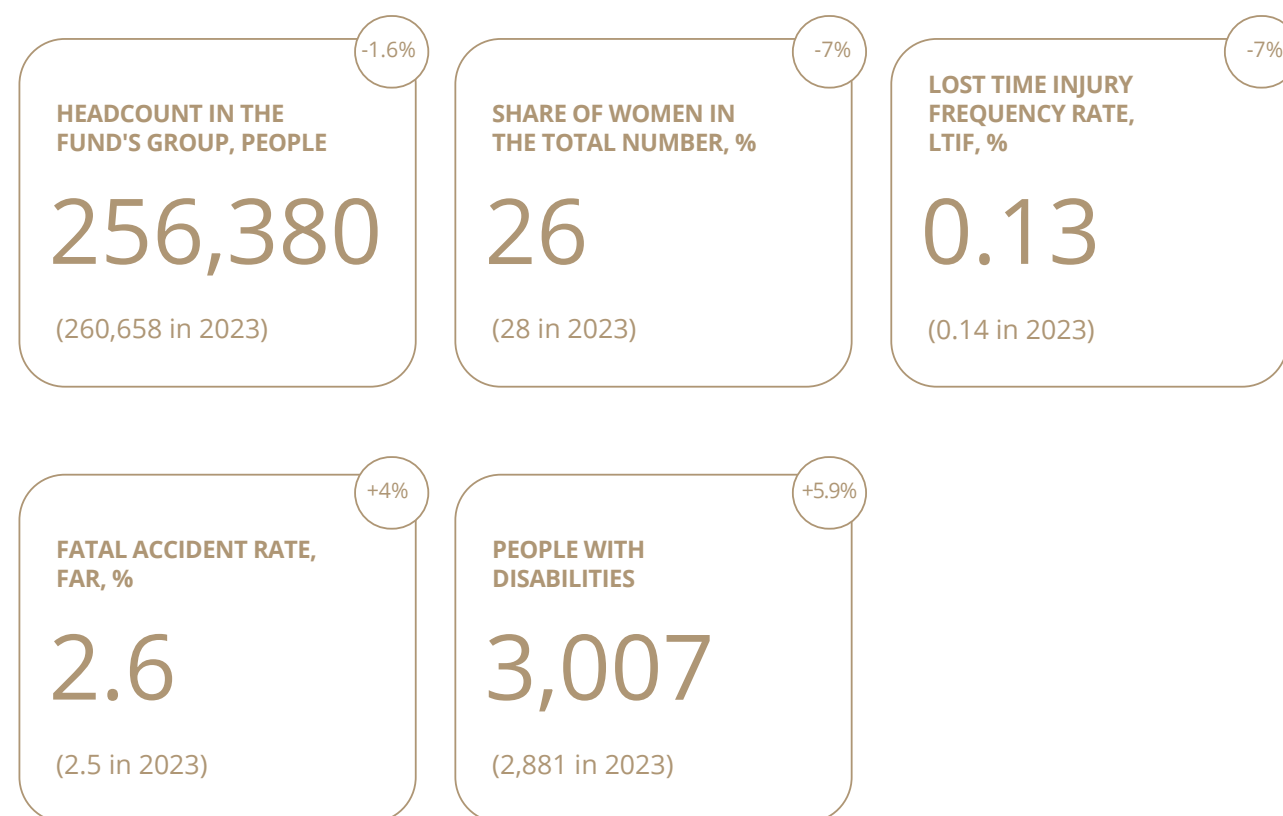 -1.6%
HEADCOUNT IN THE
FUND'S GROUP, PEOPLE
256,380
(260,658 in 2023)
-7%
SHARE OF WOMEN IN
THE TOTAL NUMBER, %
26
(28 in 2023)
-7%
LOST TIME INJURY
FREQUENCY RATE,
LTIF, %
0.13
(0.14 in 2023)
+4%
FATAL ACCIDENT RATE,
FAR, %
2.6
(2.5 in 2023)
+5.9%
PEOPLE WITH
DISABILITIES
3,007
(2,881 in 2023)